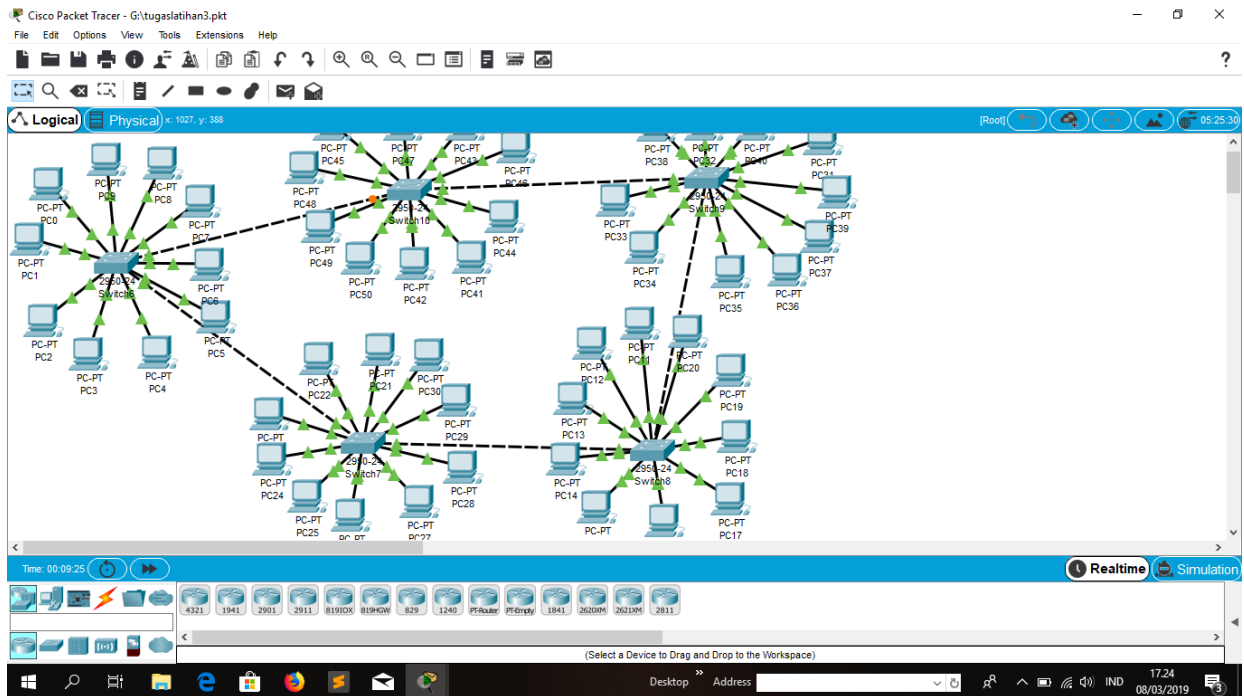 Cisco Packet Tracer - G:\tugaslatihan3.pkt
File Edit Options View Tools Extensions Help
Logical Physical x: 1027, y: 388 [Root] 05:25:30
PC-PT
PC45
PC-PT
PC47
PC-PT
PC43
PC-PT
PC46
PC-PT
PC38
PC-PT
PC32
PC-PT
PC40
PC-PT
PC31
PC-PT
PC9
PC-PT
PC8
PC-PT
PC48
2950-24
Switch10
2950-24
Switch9
PC-PT
PC0
PC-PT
PC7
PC-PT
PC44
PC-PT
PC33
PC-PT
PC39
PC-PT
PC1
PC-PT
PC49
PC-PT
PC37
2950-24
Switch6
PC-PT
PC6
PC-PT
PC50
PC-PT
PC42
PC-PT
PC41
PC-PT
PC34
PC-PT
PC35
PC-PT
PC36
PC-PT
PC2
PC-PT
PC5
PC-PT
PC3
PC-PT
PC4
PC-PT
PC22
PC-PT
PC21
PC-PT
PC30
PC-PT
PC12
PC-PT
PC11
PC-PT
PC20
PC-PT
PC19
PC-PT
PC-PT
PC29
PC-PT
PC13
2950-24
Switch7
2950-24
Switch8
PC-PT
PC18
PC-PT
PC24
PC-PT
PC28
PC-PT
PC14
PC-PT
PC25
PC-PT
PC-PT
PC27
PC-PT
PC-PT
PC17
Time: 00:09:25 Realtime Simulation
4321 1941 2901 2911 819IOX 819HGW 829 1240 PT-Router PT-Empty 1841 2620XM 2621XM 2811
(Select a Device to Drag and Drop to the Workspace)
Desktop Address IND 17.24
08/03/2019
3